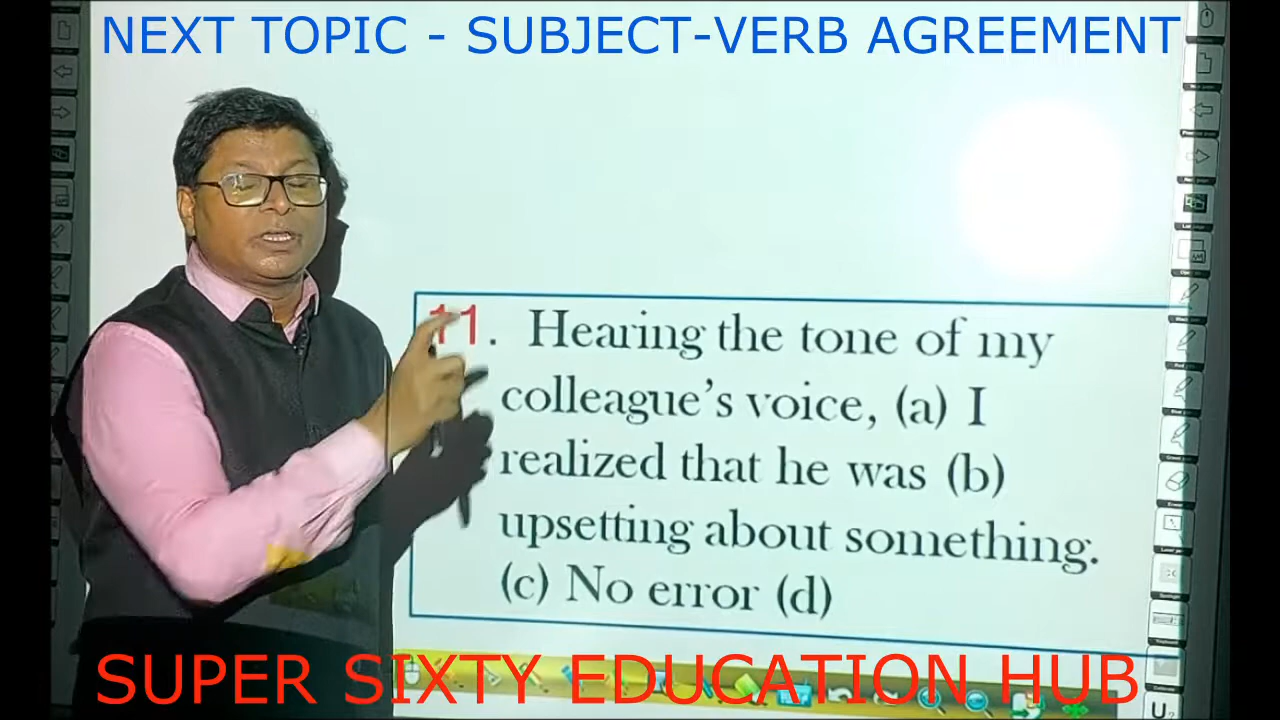 NEXT TOPIC - SUBJECT-VERB AGREEMENT
11. Hearing the tone of my
colleague's voice, (a) I
realized that he was (b)
upsetting about something.
(c) No error (d)
SUPER SIXTY EDUCATION HUB